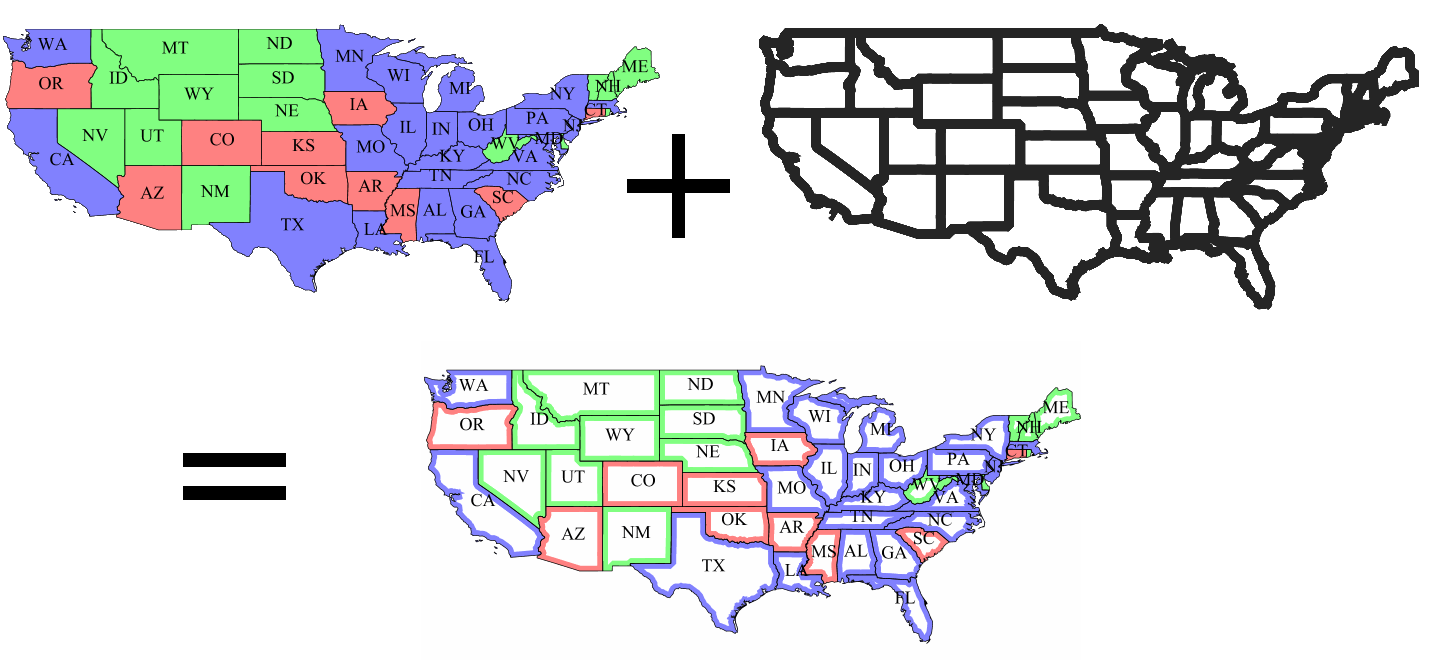 WA
MT
ND
MN
ME
OR
ID
SD
WI
MI
NH
WY
NE
IA
NY
CT
NV
UT
CO
KS
MO
IL
IN
OH
PA
NJ
MD
WV
VA
KY
CA
AZ
NM
OK
AR
TN
NC
SC
MS
AL
GA
TX
LA
FL
WA
MT
ND
MN
ME
OR
ID
SD
WI
MI
NH
WY
NE
IA
NY
CT
NV
UT
CO
KS
MO
IL
IN
OH
PA
NJ
MD
WV
VA
KY
CA
AZ
NM
OK
AR
TN
NC
SC
MS
AL
GA
TX
LA
FL